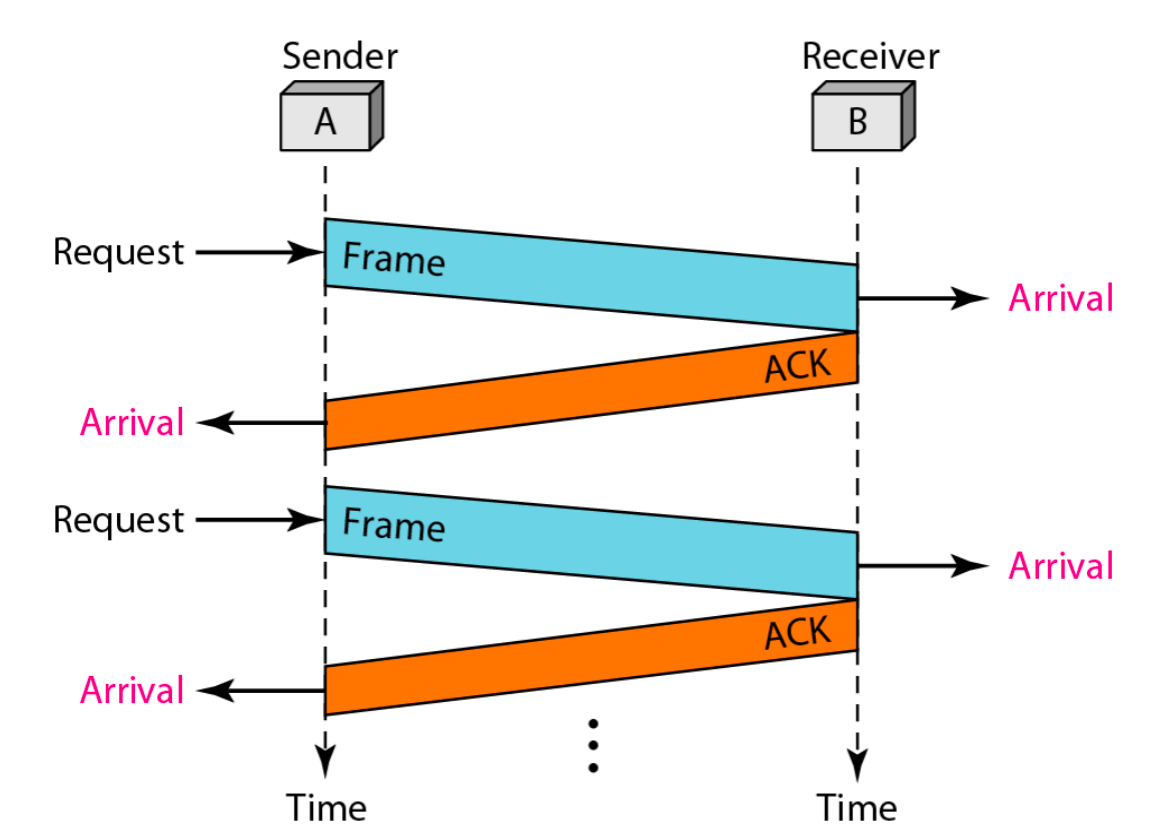 Sender
Receiver
A
B
Request
Frame
Arrival
ACK
Arrival
Request
Frame
Arrival
ACK
Arrival
Time
Time